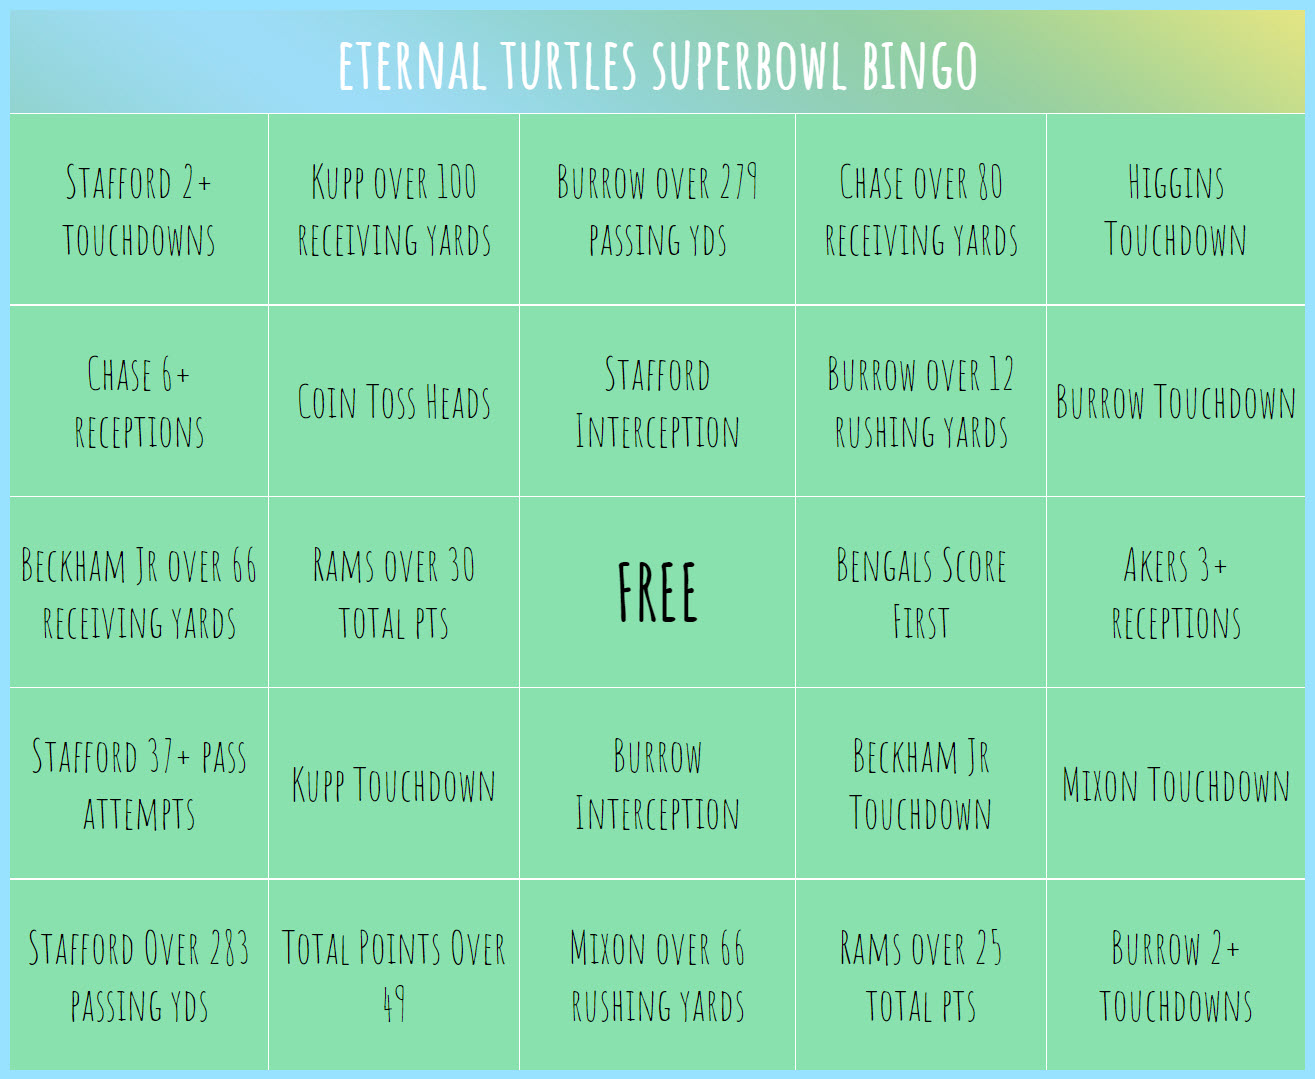 ETERNAL TURTLES SUPERBOWL BINGO
Stafford 2+
touchdowns
Kupp over 100
receiving yards
Burrow over 279
passing yds
Chase over 80
receiving yards
Higgins
Touchdown
Chase 6+
receptions
Coin Toss Heads
Stafford
Interception
Burrow over 12
rushing yards
Burrow Touchdown
Beckham Jr over 66
receiving yards
Rams over 30
total pts
FREE
Bengals Score
First
Akers 3+
receptions
Stafford 37+ pass
attempts
Kupp Touchdown
Burrow
Interception
Beckham Jr
Touchdown
Mixon Touchdown
Stafford Over 283
passing yds
Total Points Over
49
Mixon over 66
rushing yards
Rams over 25
total pts
Burrow 2+
touchdowns